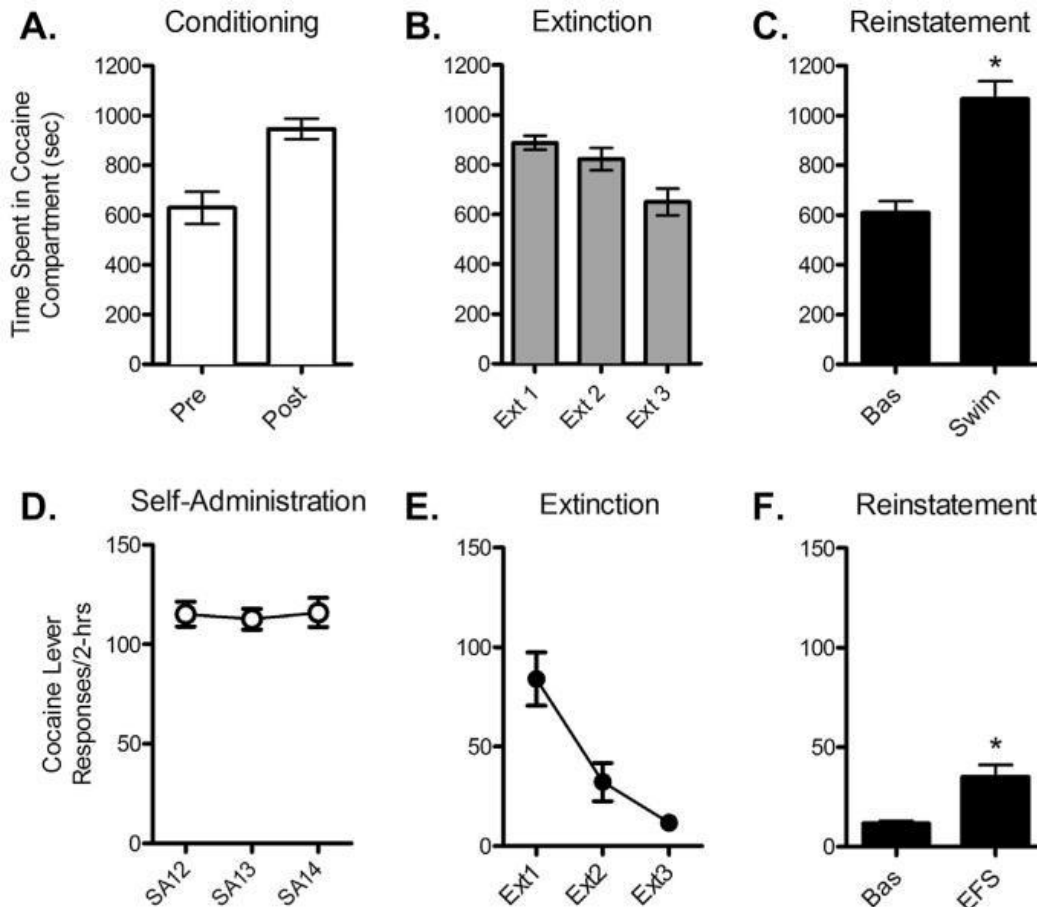 A. Conditioning
B. Extinction
C. Reinstatement
Time Spent in Cocaine
Compartment (sec)
1200
1000
800
600
400
200
0
Pre
Post
1200
1000
800
600
400
200
0
Ext 1
Ext 2
Ext 3
1200
1000
800
600
400
200
0
*
Bas
Swim
D. Self-Administration
E. Extinction
F. Reinstatement
Cocaine Lever
Responses/2-hrs
150
100
50
0
SA12
SA13
SA14
150
100
50
0
Ext1
Ext2
Ext3
150
100
50
0
*
Bas
EFS